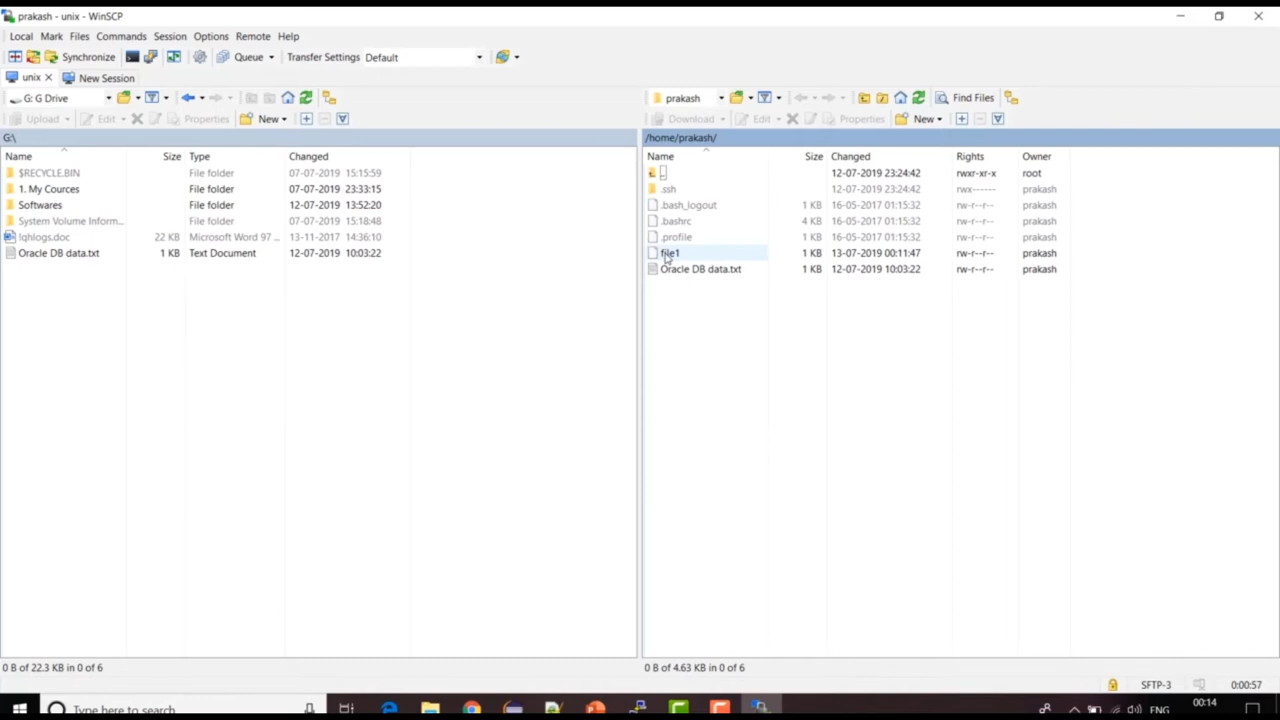 prakash - unix - WinSCP
Local Mark Files Commands Session Options Remote Help
Synchronize Queue Transfer Settings Default
unix New Session
G: G Drive prakash Find Files
Upload Edit Properties New Download Edit Properties New
G:\ /home/prakash/
Name Size Type Changed Name Size Changed Rights Owner
$RECYCLE.BIN File folder 07-07-2019 15:15:59 .. 12-07-2019 23:24:42 rwxr-xr-x root
1. My Cources File folder 07-07-2019 23:33:15 .ssh 12-07-2019 23:24:42 rwx------ prakash
Softwares File folder 12-07-2019 13:52:20 .bash_logout 1 KB 16-05-2017 01:15:32 rw-r--r-- prakash
System Volume Inform... File folder 07-07-2019 15:18:48 .bashrc 4 KB 16-05-2017 01:15:32 rw-r--r-- prakash
!qhlogs.doc 22 KB Microsoft Word 97 ... 13-11-2017 14:36:10 .profile 1 KB 16-05-2017 01:15:32 rw-r--r-- prakash
Oracle DB data.txt 1 KB Text Document 12-07-2019 10:03:22 file1 1 KB 13-07-2019 00:11:47 rw-r--r-- prakash
Oracle DB data.txt 1 KB 12-07-2019 10:03:22 rw-r--r-- prakash
0 B of 22.3 KB in 0 of 6 0 B of 4.63 KB in 0 of 6
SFTP-3 0:00:57
Type here to search ENG 00:14